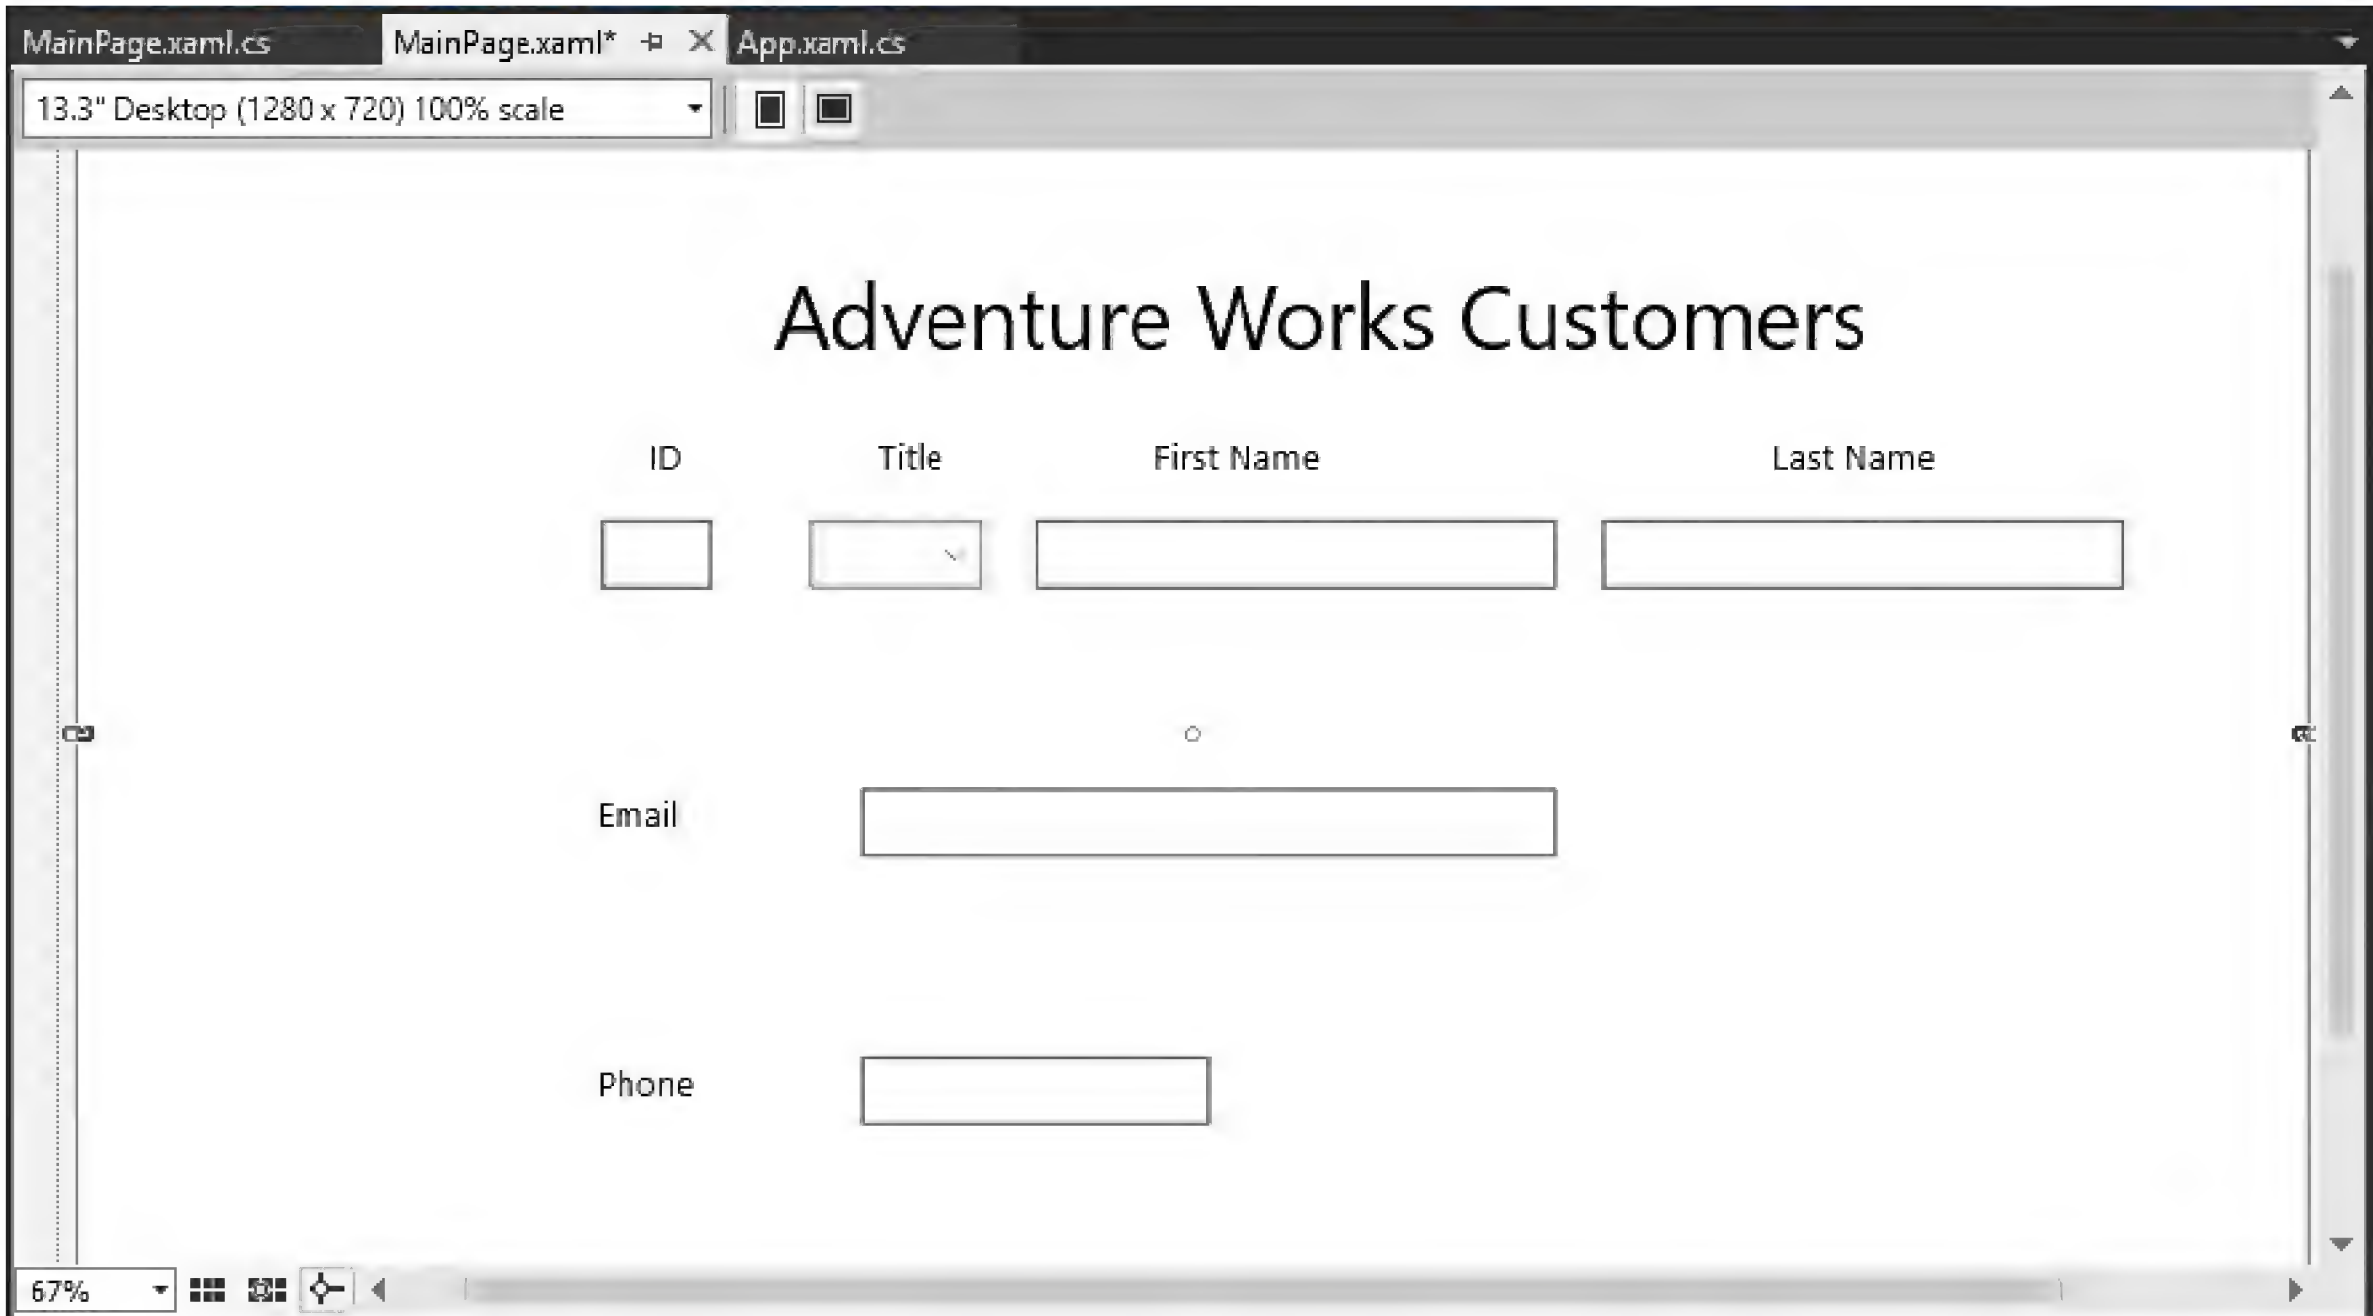 MainPage.xaml.cs MainPage.xaml* App.xaml.cs
13.3" Desktop (1280 x 720) 100% scale
Adventure Works Customers
ID Title First Name Last Name
Email
Phone
67%